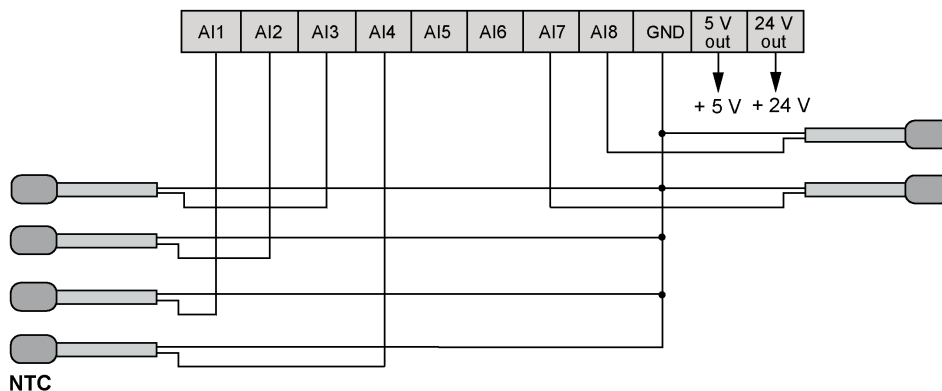 AI1 AI2 AI3 AI4 AI5 AI6 AI7 AI8 GND 5 V out 24 V out
+ 5 V + 24 V
NTC